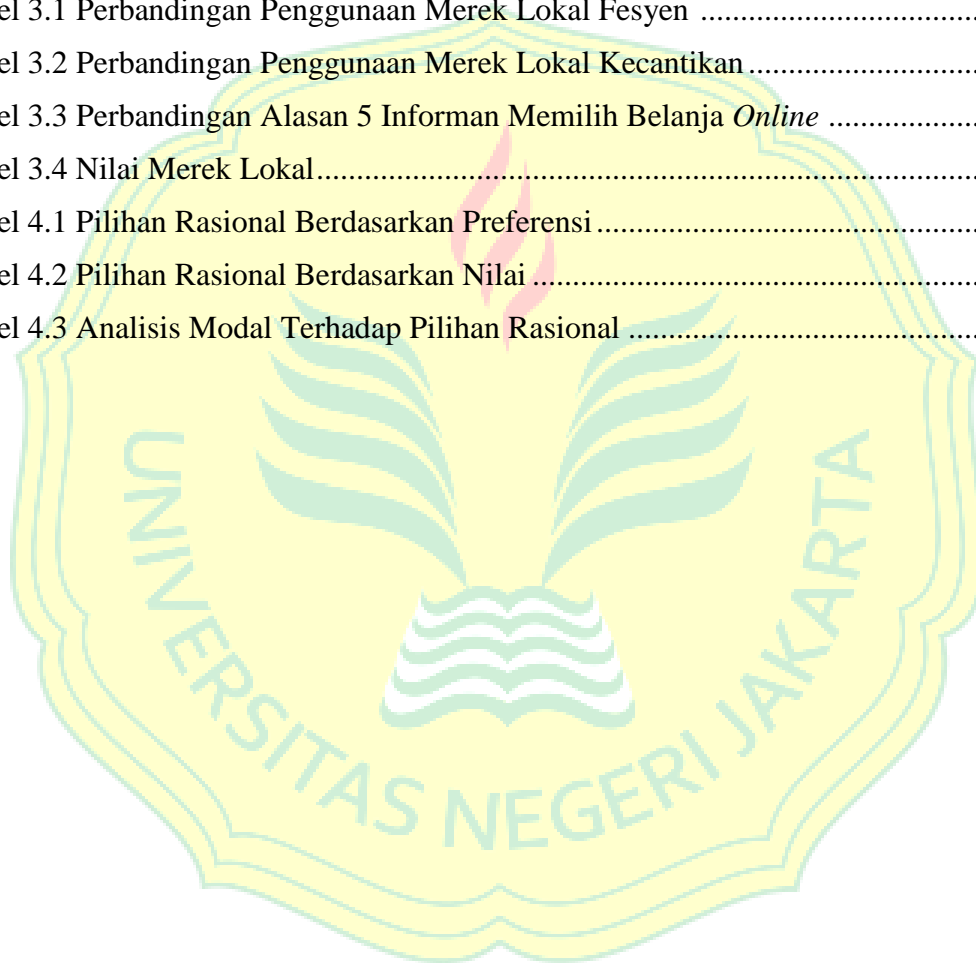 el 3.1 Perbandingan Penggunaan Merek Lokal Fesyen ....................................
el 3.2 Perbandingan Penggunaan Merek Lokal Kecantikan ..............................
el 3.3 Perbandingan Alasan 5 Informan Memilih Belanja Online ...................
el 3.4 Nilai Merek Lokal.....................................................................................
el 4.1 Pilihan Rasional Berdasarkan Preferensi .................................................
el 4.2 Pilihan Rasional Berdasarkan Nilai .........................................................
el 4.3 Analisis Modal Terhadap Pilihan Rasional .............................................
UNIVERSITAS NEGERI JAKARTA